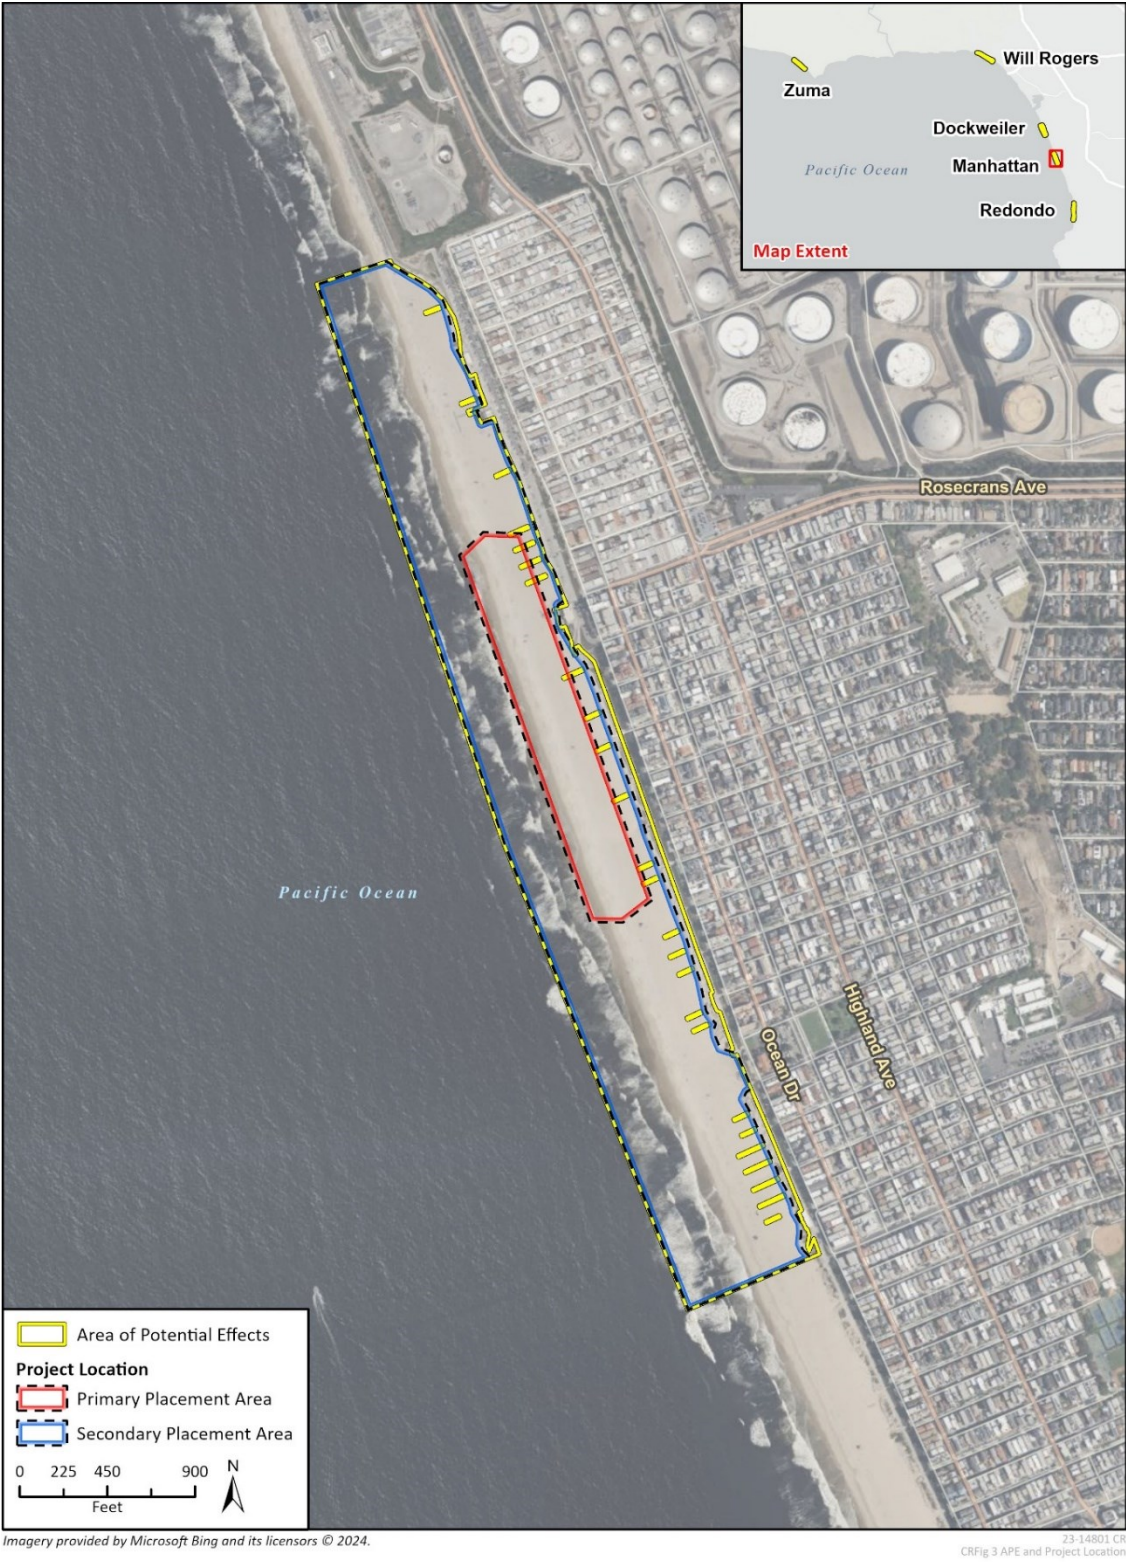 Will Rogers
Zuma
Dockweiler
Manhattan
Pacific Ocean
Redondo
Map Extent
Rosecrans Ave
Pacific Ocean
Highland Ave
Ocean Dr
Area of Potential Effects
Project Location
Primary Placement Area
Secondary Placement Area
0 225 450 900
Feet
N
Imagery provided by Microsoft Bing and its licensors © 2024.
23-14801 CR
CRFig 3 APE and Project Location